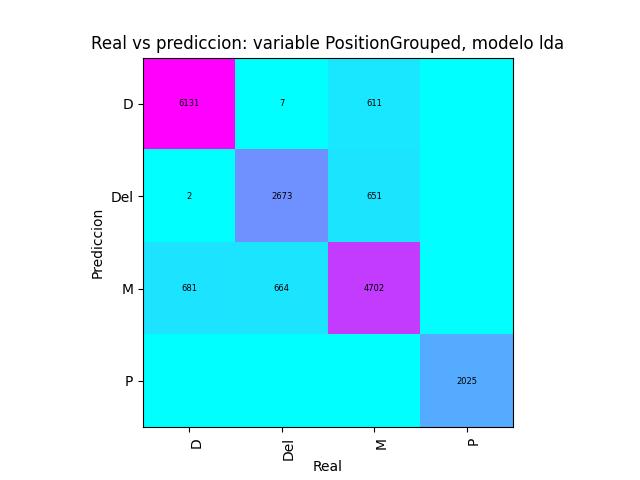 Real vs prediccion: variable PositionGrouped, modelo lda
D 6131 7 611
Del 2 2673 651
M 681 664 4702
P 2025
Prediccion
D Del M P
Real